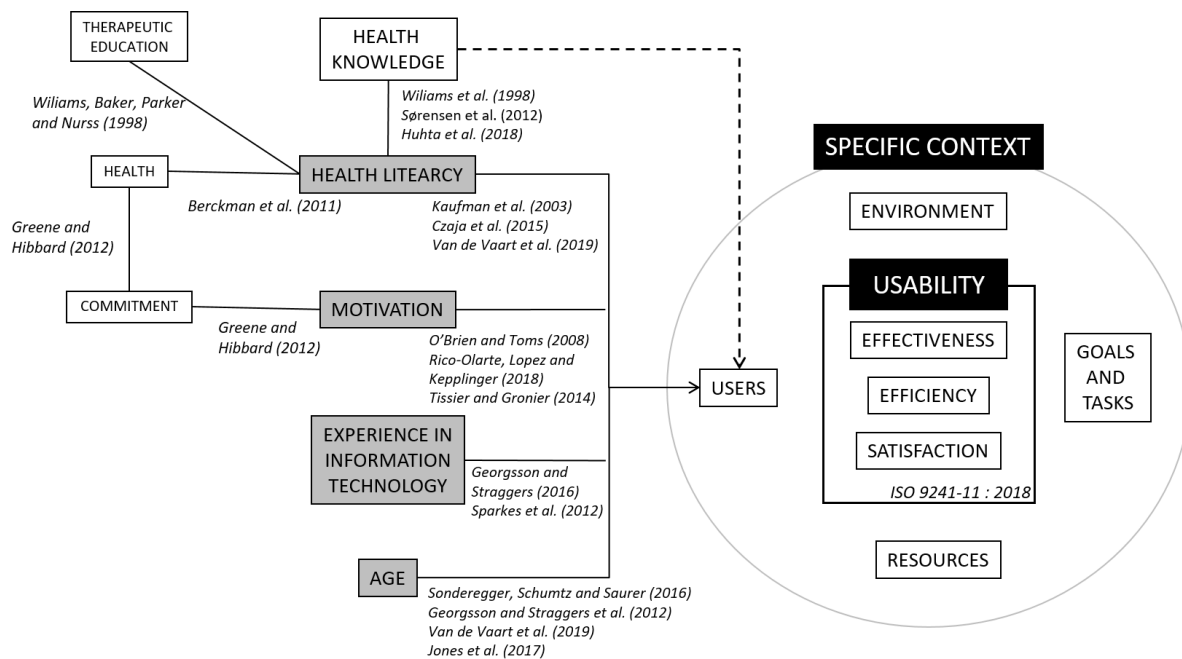 THERAPEUTIC
EDUCATION
HEALTH
KNOWLEDGE
Wiliams, Baker, Parker
and Nurss (1998)
Wiliams et al. (1998)
Sørensen et al. (2012)
Huhta et al. (2018)
HEALTH
HEALTH LITEARCY
Berckman et al. (2011)
Kaufman et al. (2003)
Czaja et al. (2015)
Van de Vaart et al. (2019)
Greene and
Hibbard (2012)
COMMITMENT
MOTIVATION
Greene and
Hibbard (2012)
O’Brien and Toms (2008)
Rico-Olarte, Lopez and
Kepplinger (2018)
Tissier and Gronier (2014)
EXPERIENCE IN
INFORMATION
TECHNOLOGY
Georgsson and
Straggers (2016)
Sparkes et al. (2012)
AGE
Sonderegger, Schumtz and Saurer (2016)
Georgsson and Straggers et al. (2012)
Van de Vaart et al. (2019)
Jones et al. (2017)
USERS
SPECIFIC CONTEXT
ENVIRONMENT
USABILITY
EFFECTIVENESS
EFFICIENCY
SATISFACTION
ISO 9241-11 : 2018
GOALS
AND
TASKS
RESOURCES